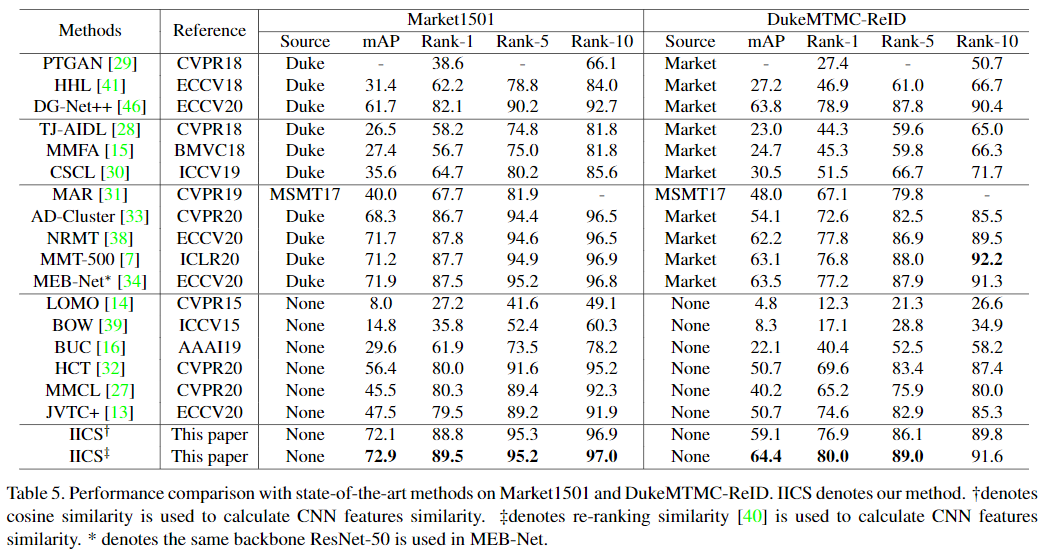 Methods Reference Market1501 DukeMTMC-ReID
Source mAP Rank-1 Rank-5 Rank-10 Source mAP Rank-1 Rank-5 Rank-10
PTGAN [29] CVPR18 Duke - 38.6 - 66.1 Market - 27.4 - 50.7
HHL [41] ECCV18 Duke 31.4 62.2 78.8 84.0 Market 27.2 46.9 61.0 66.7
DG-Net++ [46] ECCV20 Duke 61.7 82.1 90.2 92.7 Market 63.8 78.9 87.8 90.4
TJ-AIDL [28] CVPR18 Duke 26.5 58.2 74.8 81.8 Market 23.0 44.3 59.6 65.0
MMFA [15] BMVC18 Duke 27.4 56.7 75.0 81.8 Market 24.7 45.3 59.8 66.3
CSCL [30] ICCV19 Duke 35.6 64.7 80.2 85.6 Market 30.5 51.5 66.7 71.7
MAR [31] CVPR19 MSMT17 40.0 67.7 81.9 - MSMT17 48.0 67.1 79.8 -
AD-Cluster [33] CVPR20 Duke 68.3 86.7 94.4 96.5 Market 54.1 72.6 82.5 85.5
NRMT [38] ECCV20 Duke 71.7 87.8 94.6 96.5 Market 62.2 77.8 86.9 89.5
MMT-500 [7] ICLR20 Duke 71.2 87.7 94.9 96.9 Market 63.1 76.8 88.0 92.2
MEB-Net* [34] ECCV20 Duke 71.9 87.5 95.2 96.8 Market 63.5 77.2 87.9 91.3
LOMO [14] CVPR15 None 8.0 27.2 41.6 49.1 None 4.8 12.3 21.3 26.6
BOW [39] ICCV15 None 14.8 35.8 52.4 60.3 None 8.3 17.1 28.8 34.9
BUC [16] AAAI19 None 29.6 61.9 73.5 78.2 None 22.1 40.4 52.5 58.2
HCT [32] CVPR20 None 56.4 80.0 91.6 95.2 None 50.7 69.6 83.4 87.4
MMCL [27] CVPR20 None 45.5 80.3 89.4 92.3 None 40.2 65.2 75.9 80.0
JVTC+ [13] ECCV20 None 47.5 79.5 89.2 91.9 None 50.7 74.6 82.9 85.3
IICS† This paper None 72.1 88.8 95.3 96.9 None 59.1 76.9 86.1 89.8
IICS‡ This paper None 72.9 89.5 95.2 97.0 None 64.4 80.0 89.0 91.6
Table 5. Performance comparison with state-of-the-art methods on Market1501 and DukeMTMC-ReID. IICS denotes our method. †denotes
cosine similarity is used to calculate CNN features similarity. ‡denotes re-ranking similarity [40] is used to calculate CNN features
similarity. * denotes the same backbone ResNet-50 is used in MEB-Net.